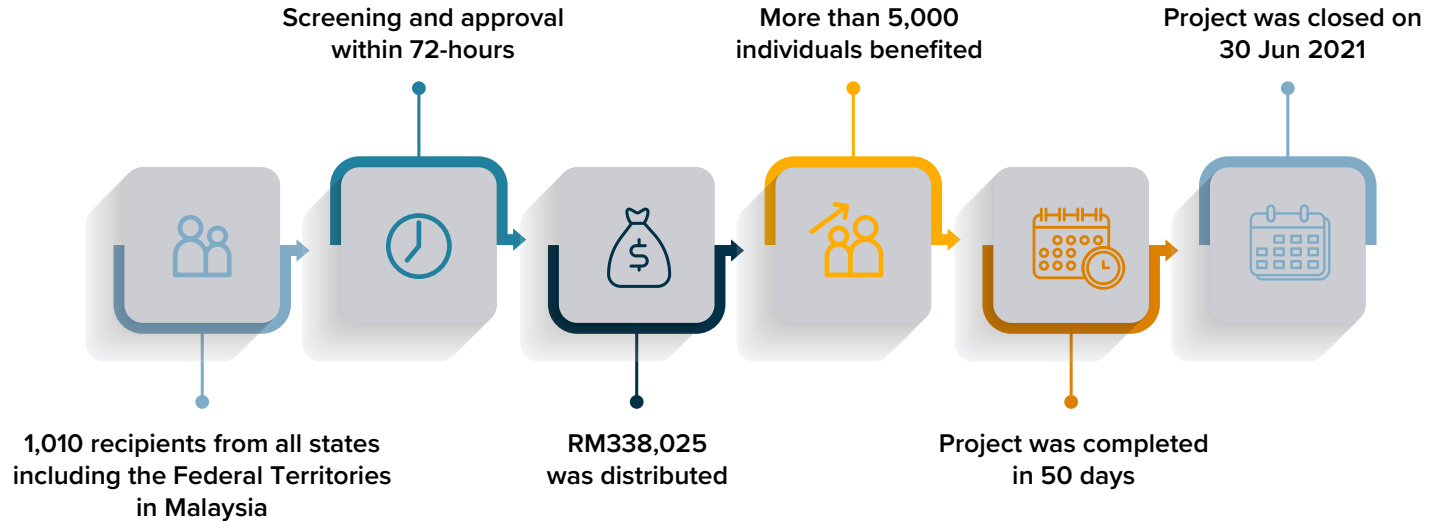 Screening and approval
within 72-hours
More than 5,000
individuals benefited
Project was closed on
30 Jun 2021
$
1,010 recipients from all states
including the Federal Territories
in Malaysia
RM338,025
was distributed
Project was completed
in 50 days